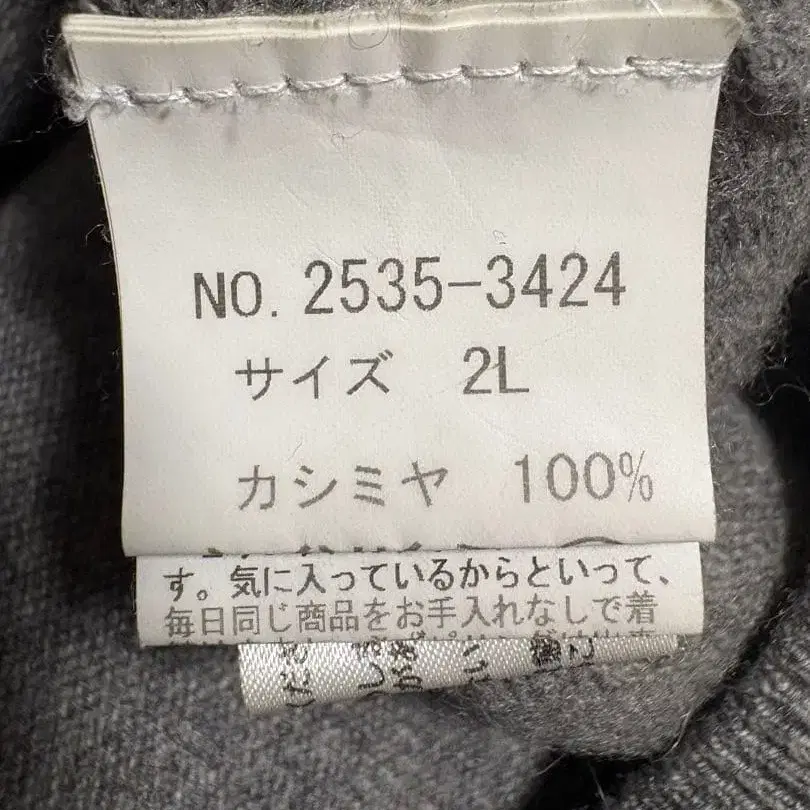 NO. 2535-3424
サイズ 2L
カシミヤ 100%
す。気に入っているからといって、
毎日同じ商品をお手入れなしで着